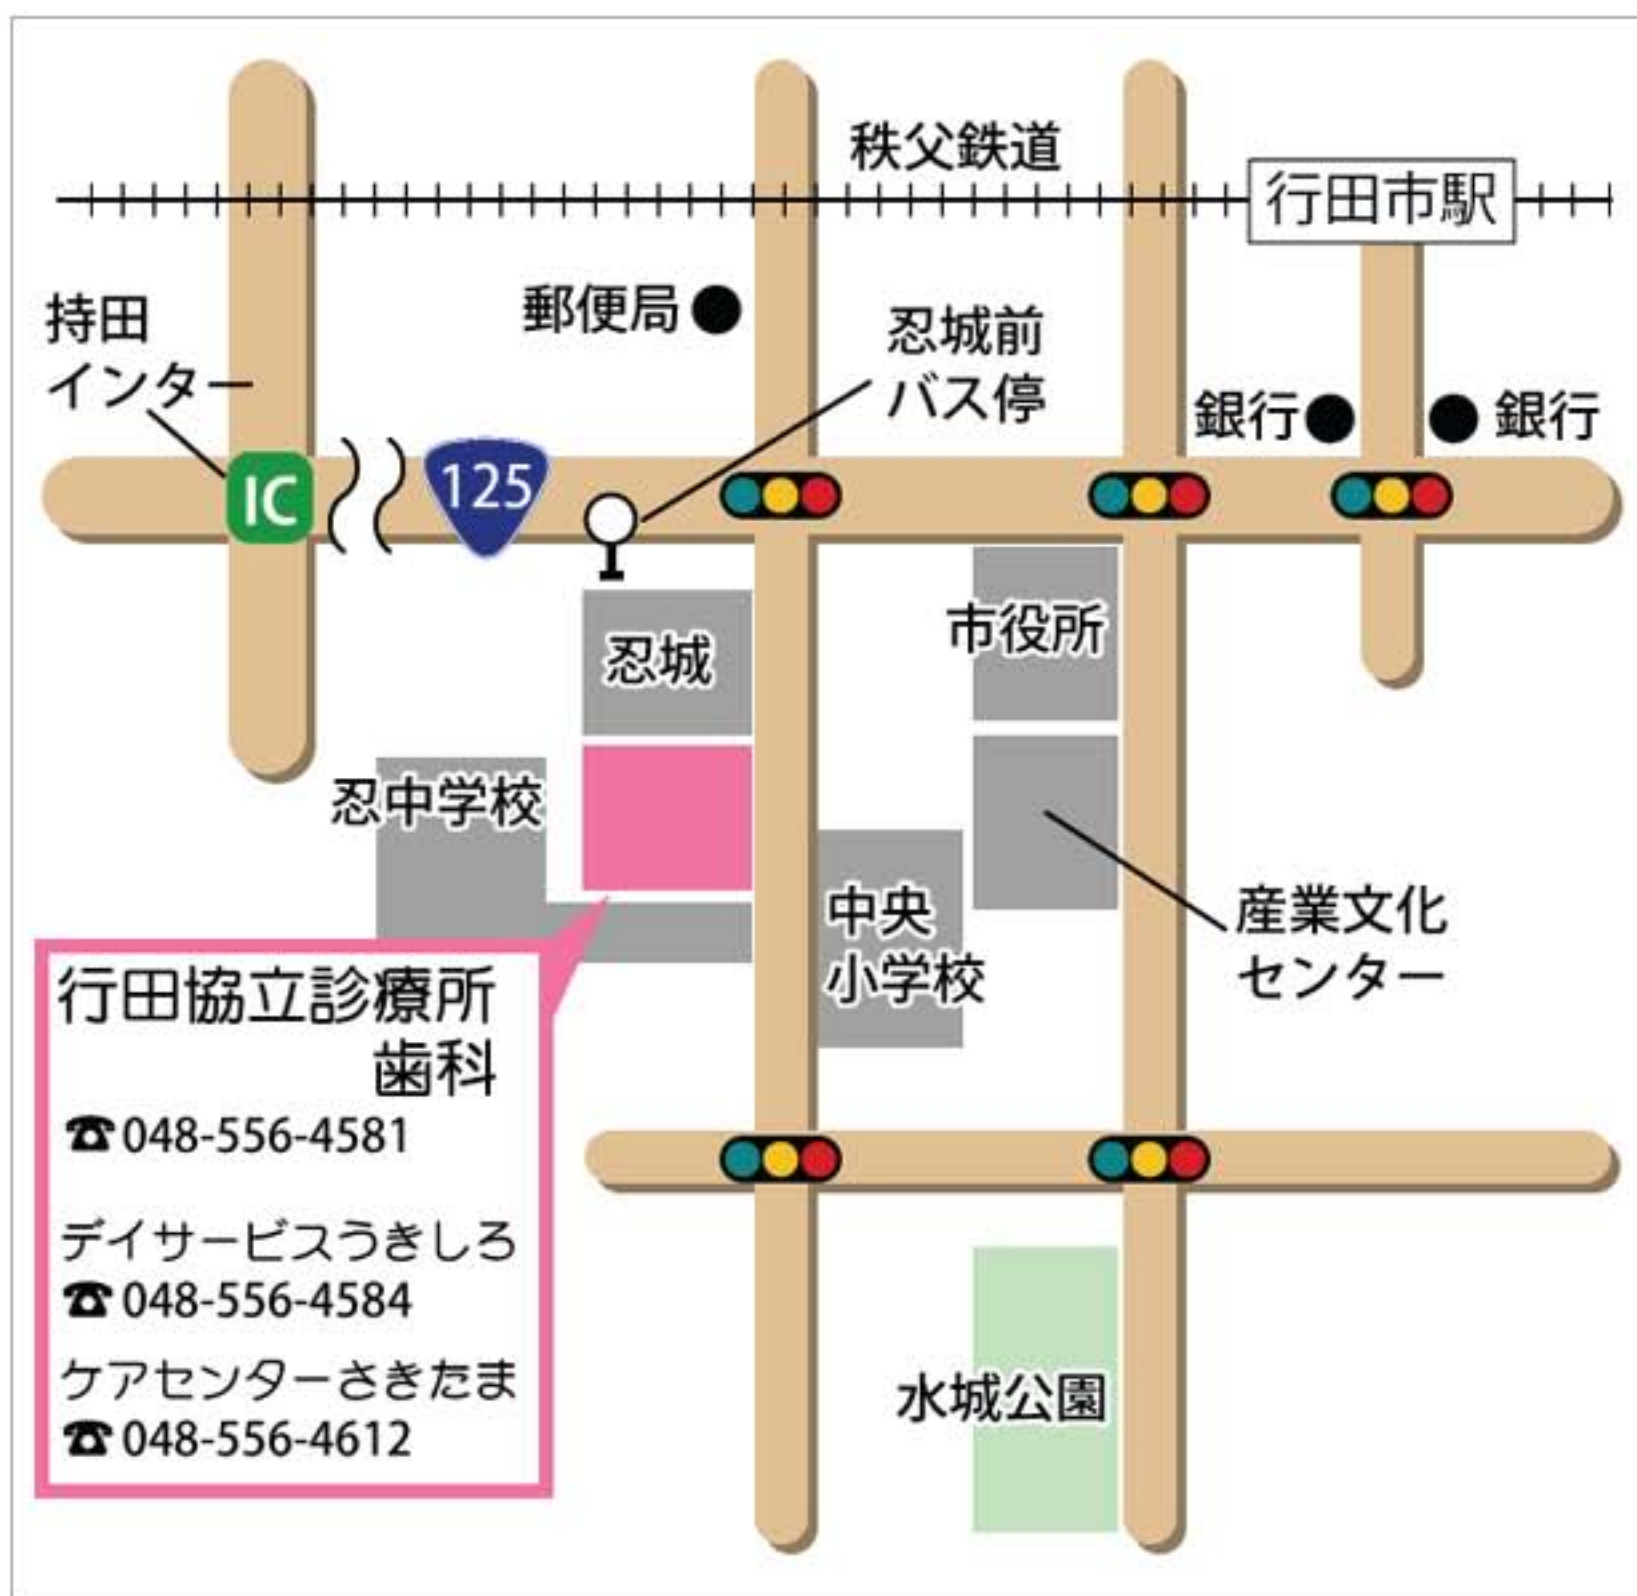 秩父鉄道
行田市駅
持田
インター
郵便局
忍城前
バス停
銀行
銀行
IC
125
忍城
市役所
忍中学校
中央
小学校
産業文化
センター
行田協立診療所
歯科
☎048-556-4581
デイサービスうきしろ
☎048-556-4584
ケアセンターさきたま
☎048-556-4612
水城公園